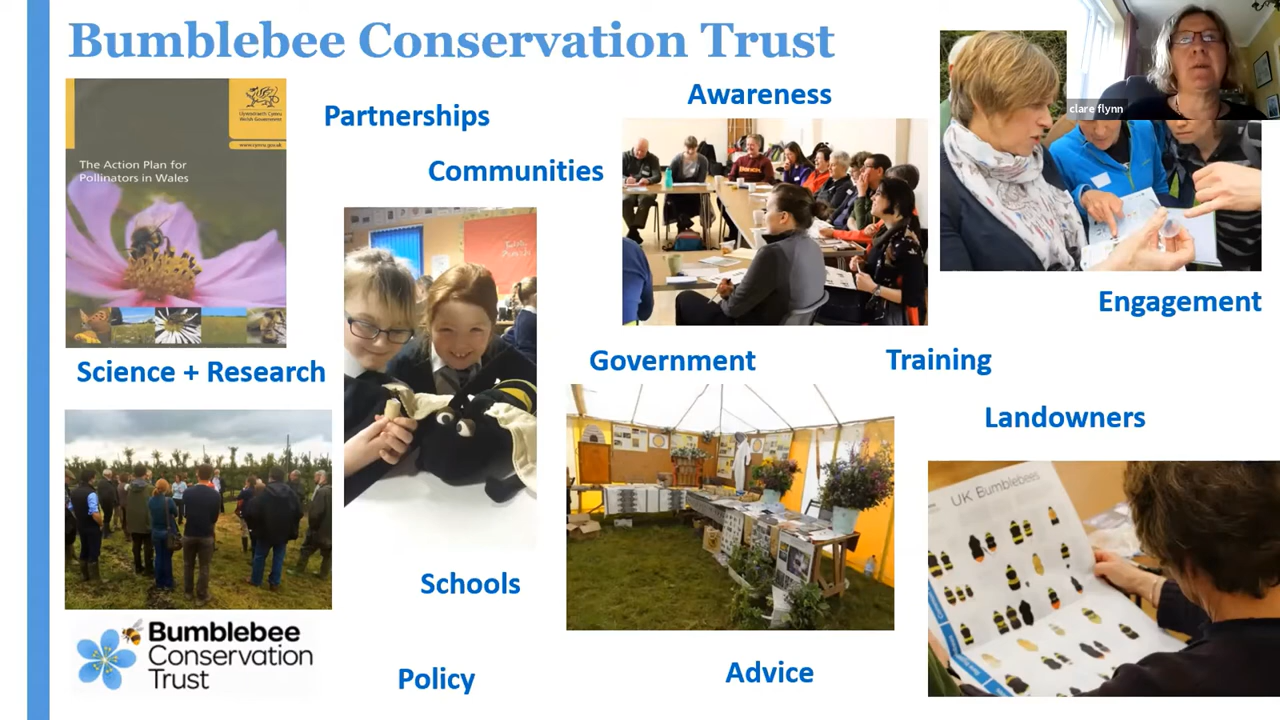 Bumblebee Conservation Trust
clare flynn
Awareness
Partnerships
Communities
Llywodraeth Cymru
Welsh Government
www.cymru.gov.uk
The Action Plan for
Pollinators in Wales
Engagement
Science + Research
Government
Training
Landowners
UK Bumblebees
Schools
Bumblebee
Conservation
Trust
Policy
Advice